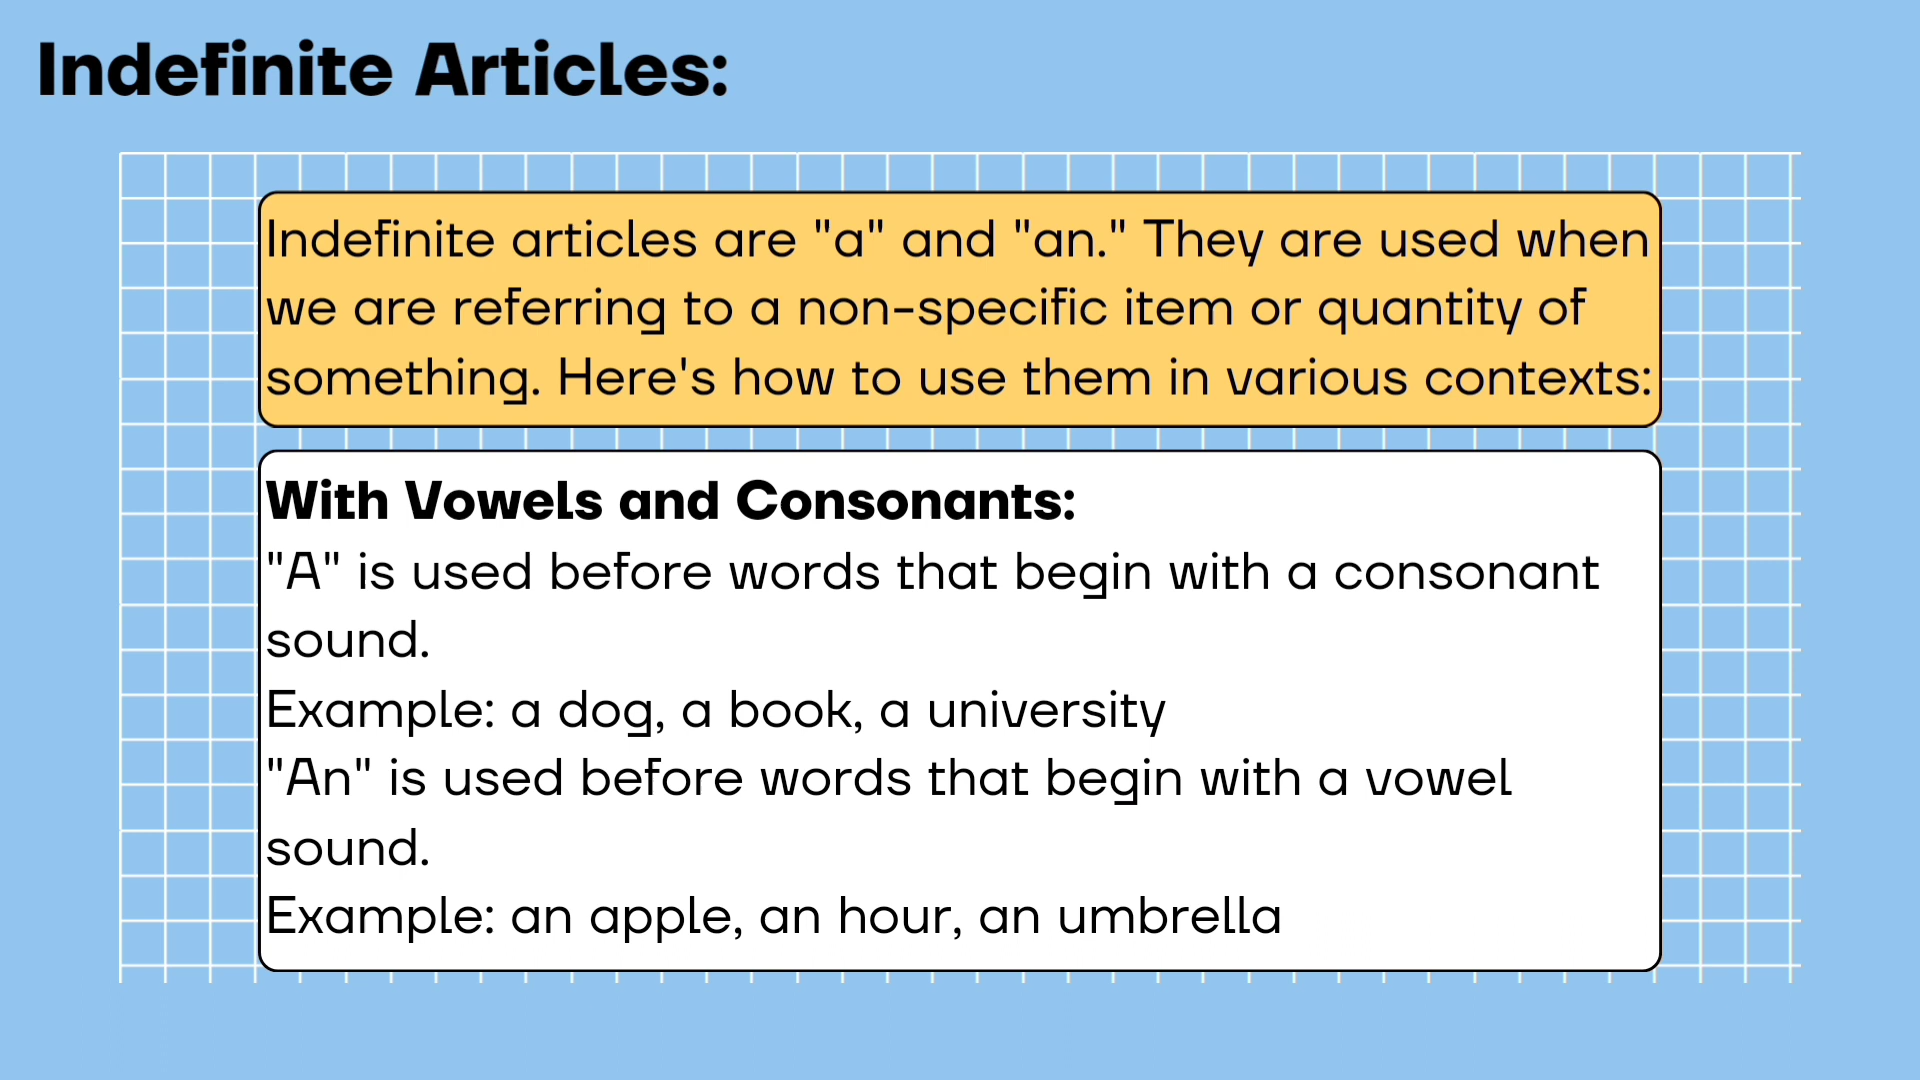 Indefinite Articles:
Indefinite articles are "a" and "an." They are used when
we are referring to a non-specific item or quantity of
something. Here's how to use them in various contexts:
With Vowels and Consonants:
"A" is used before words that begin with a consonant
sound.
Example: a dog, a book, a university
"An" is used before words that begin with a vowel
sound.
Example: an apple, an hour, an umbrella